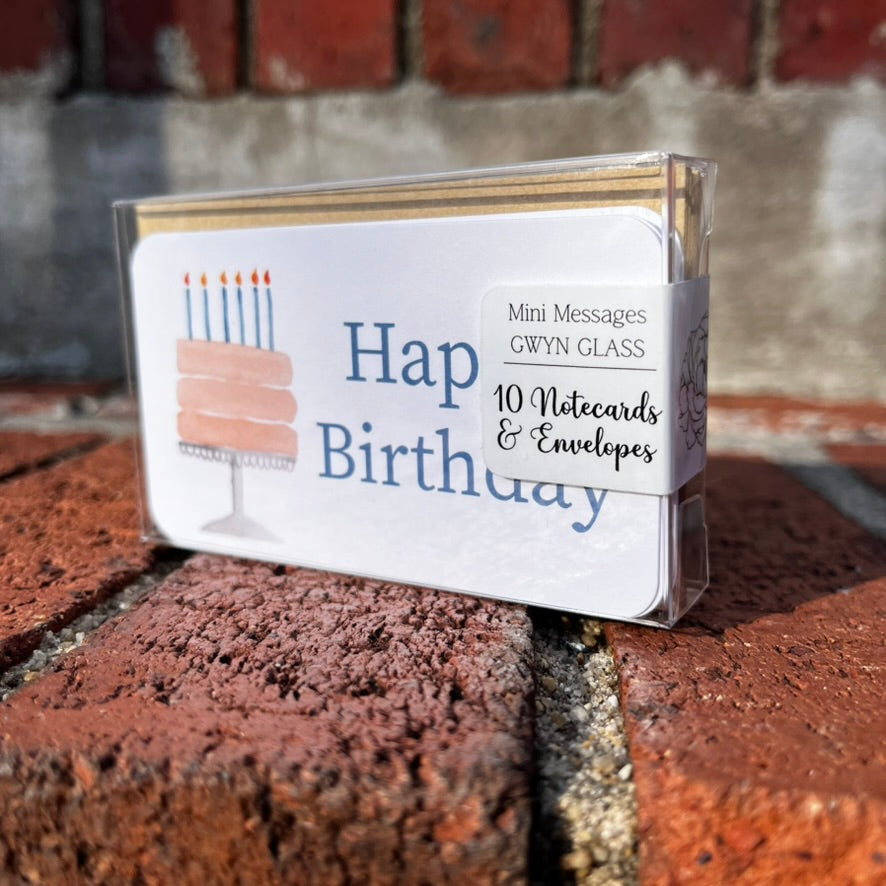 Hap
Birthday
Mini Messages
GWYN GLASS
10 Notecards
& Envelopes